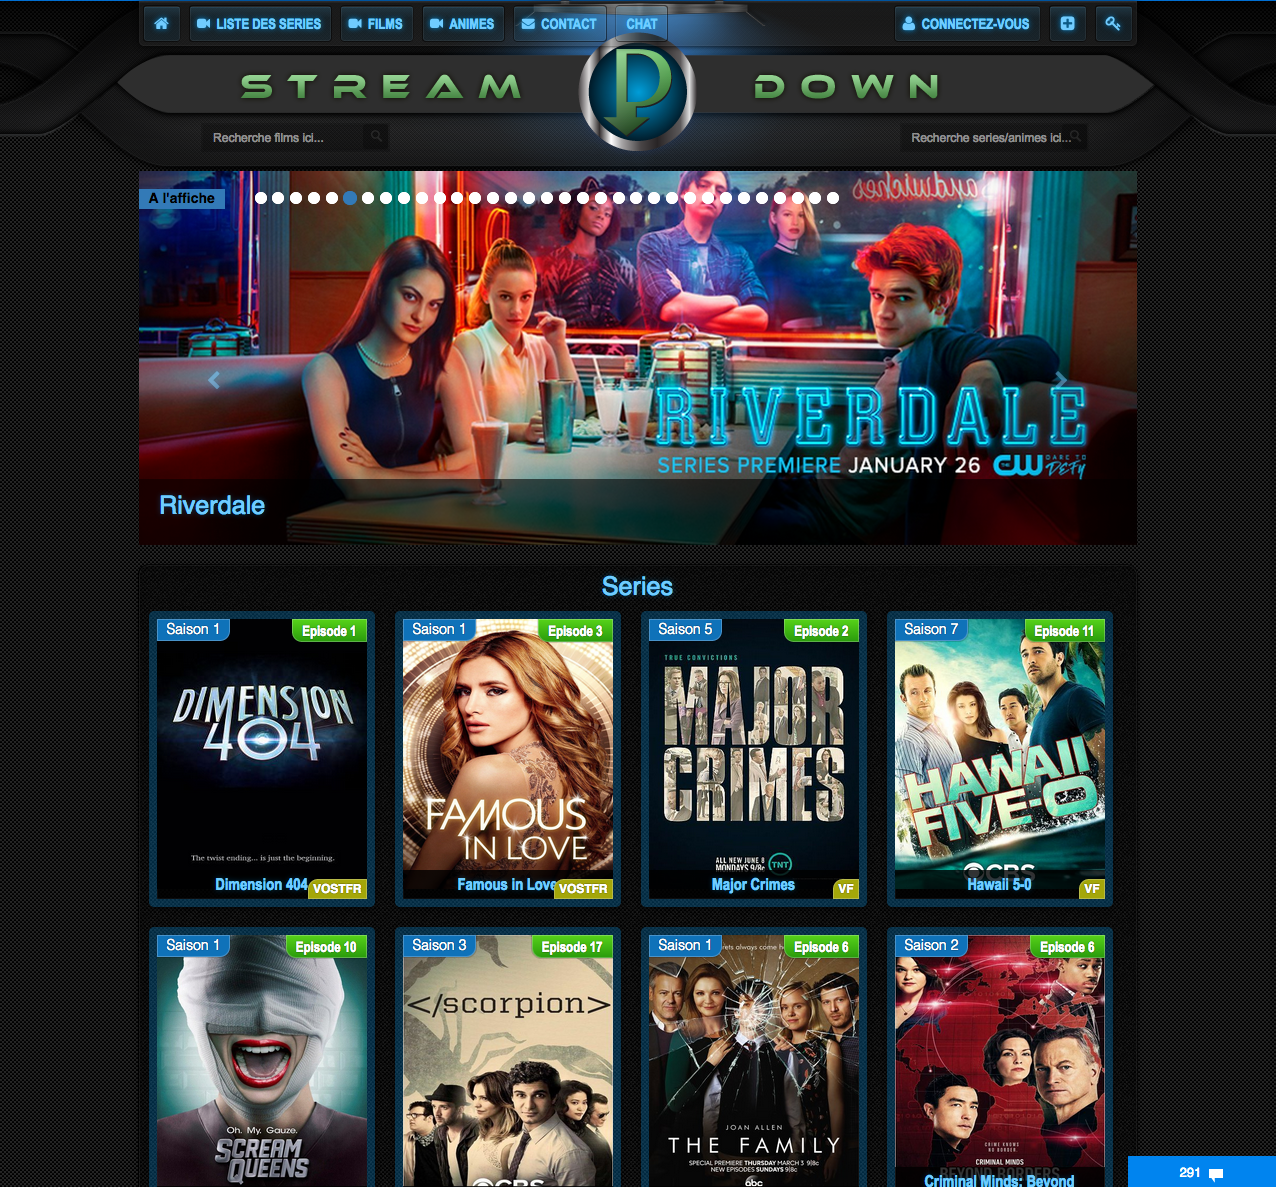 LISTE DES SERIES
FILMS
ANIMES
CONTACT
CHAT
CONNECTEZ-VOUS
STREAM
DOWN
Recherche films ici...
Recherche series/animes ici...
A l'affiche
Sandwiches
RIVERDALE
SERIES PREMIERE JANUARY 26 CW DARE TO DEFY
Riverdale
Series
Saison 1
Episode 1
DIMENSION
404
The twist ending... is just the beginning.
Dimension 404
VOSTFR
Saison 1
Episode 3
FAMOUS
IN LOVE
Famous in Love
VOSTFR
Saison 5
Episode 2
TRUE CONVICTIONS
MAJOR
CRIMES
ALL NEW JUNE 8
MONDAYS 9/8c
TNT
Major Crimes
VF
Saison 7
Episode 11
HAWAII
FIVE-O
CBS
Hawaii 5-0
VF
Saison 1
Episode 10
Oh. My. Gauze.
SCREAM
QUEENS
Saison 3
Episode 17
</scorpion>
CBS
Saison 1
Episode 6
JOAN ALLEN
THE FAMILY
SPECIAL PREMIERE THURSDAY MARCH 3 9|8c
NEW EPISODES SUNDAYS 9|8c
abc
Saison 2
Episode 6
CRIME KNOWS
NO BORDER.
CRIMINAL MINDS
BEYOND BORDERS
Criminal Minds: Beyond
291